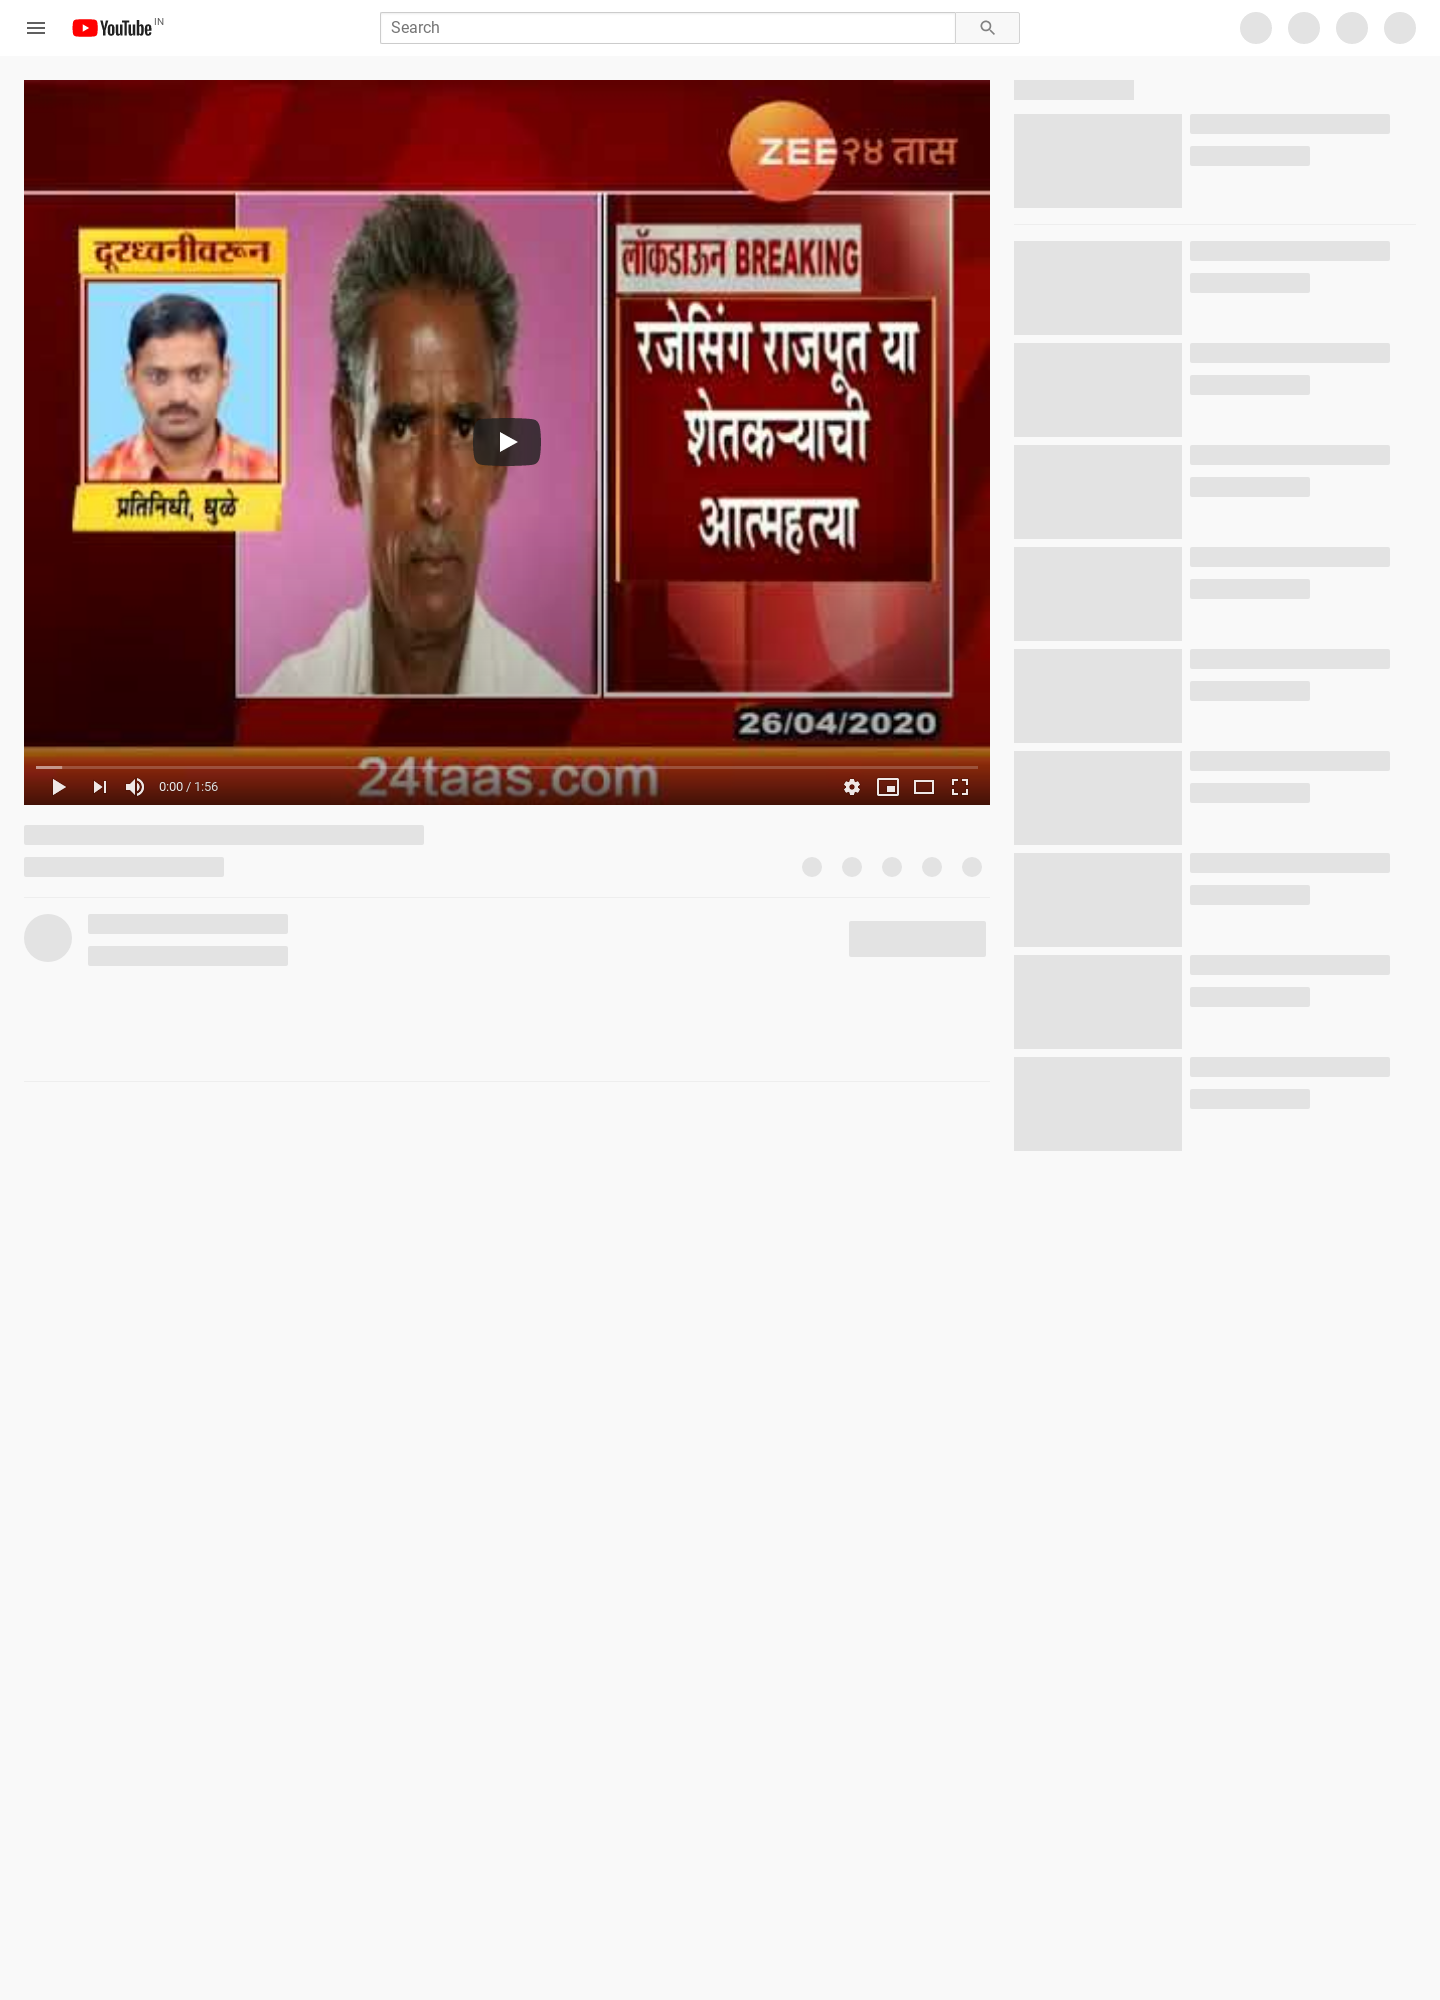 YouTube IN
Search
ZEE २४ तास
दूरध्वनीवरून
प्रतिनिधी, धुळे
लॉकडाऊन BREAKING
रजेसिंग राजपूत या
शेतकऱ्याची
आत्महत्या
26/04/2020
24taas.com
0:00 / 1:56